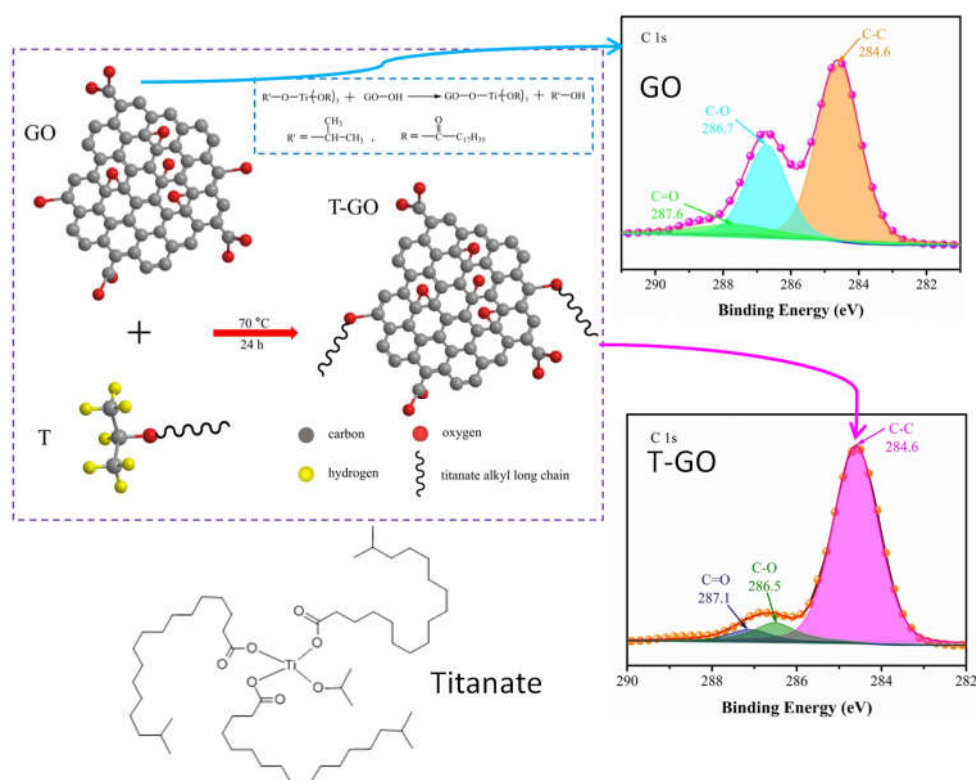 GO
R'—O—Ti(OR)₃ + GO—OH → GO—O—Ti(OR)₃ + R'—OH
CH₃
R' = —CH—CH₃ , R = —C—C₁₇H₃₅
O
T-GO
+
70 °C
24 h
T
carbon
oxygen
hydrogen
titanate alkyl long chain
C 1s
GO
C-C
284.6
C-O
286.7
C=O
287.6
290 288 286 284 282
Binding Energy (eV)
C 1s
T-GO
C-C
284.6
C-O
286.5
C=O
287.1
290 288 286 284 282
Binding Energy (eV)
O
O
O
O
Ti
O
O
O
Titanate